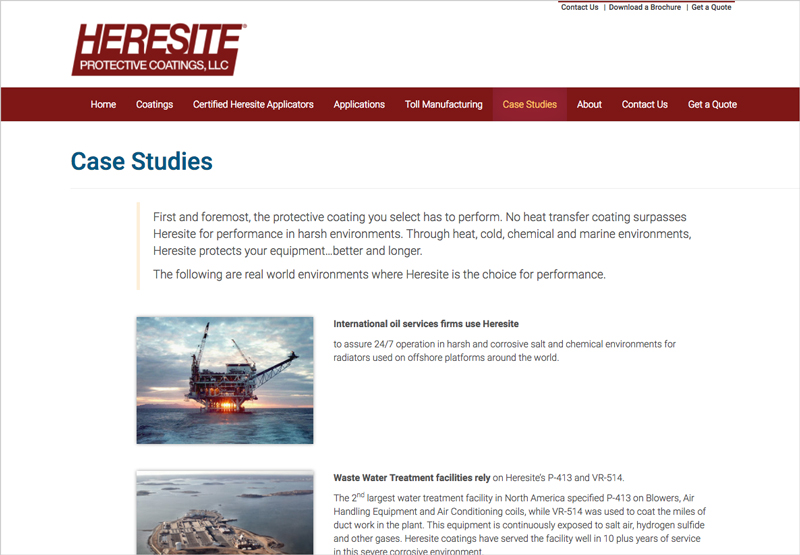 Contact Us | Download a Brochure | Get a Quote
HERESITE®
PROTECTIVE COATINGS, LLC
Home Coatings Certified Heresite Applicators Applications Toll Manufacturing Case Studies About Contact Us Get a Quote
Case Studies
First and foremost, the protective coating you select has to perform. No heat transfer coating surpasses
Heresite for performance in harsh environments. Through heat, cold, chemical and marine environments,
Heresite protects your equipment…better and longer.
The following are real world environments where Heresite is the choice for performance.
International oil services firms use Heresite
to assure 24/7 operation in harsh and corrosive salt and chemical environments for
radiators used on offshore platforms around the world.
Waste Water Treatment facilities rely on Heresite's P-413 and VR-514.
The 2nd largest water treatment facility in North America specified P-413 on Blowers, Air
Handling Equipment and Air Conditioning coils, while VR-514 was used to coat the miles of
duct work in the plant. This equipment is continuously exposed to salt air, hydrogen sulfide
and other gases. Heresite coatings have served the facility well in 10 plus years of service
in this severe corrosive environment